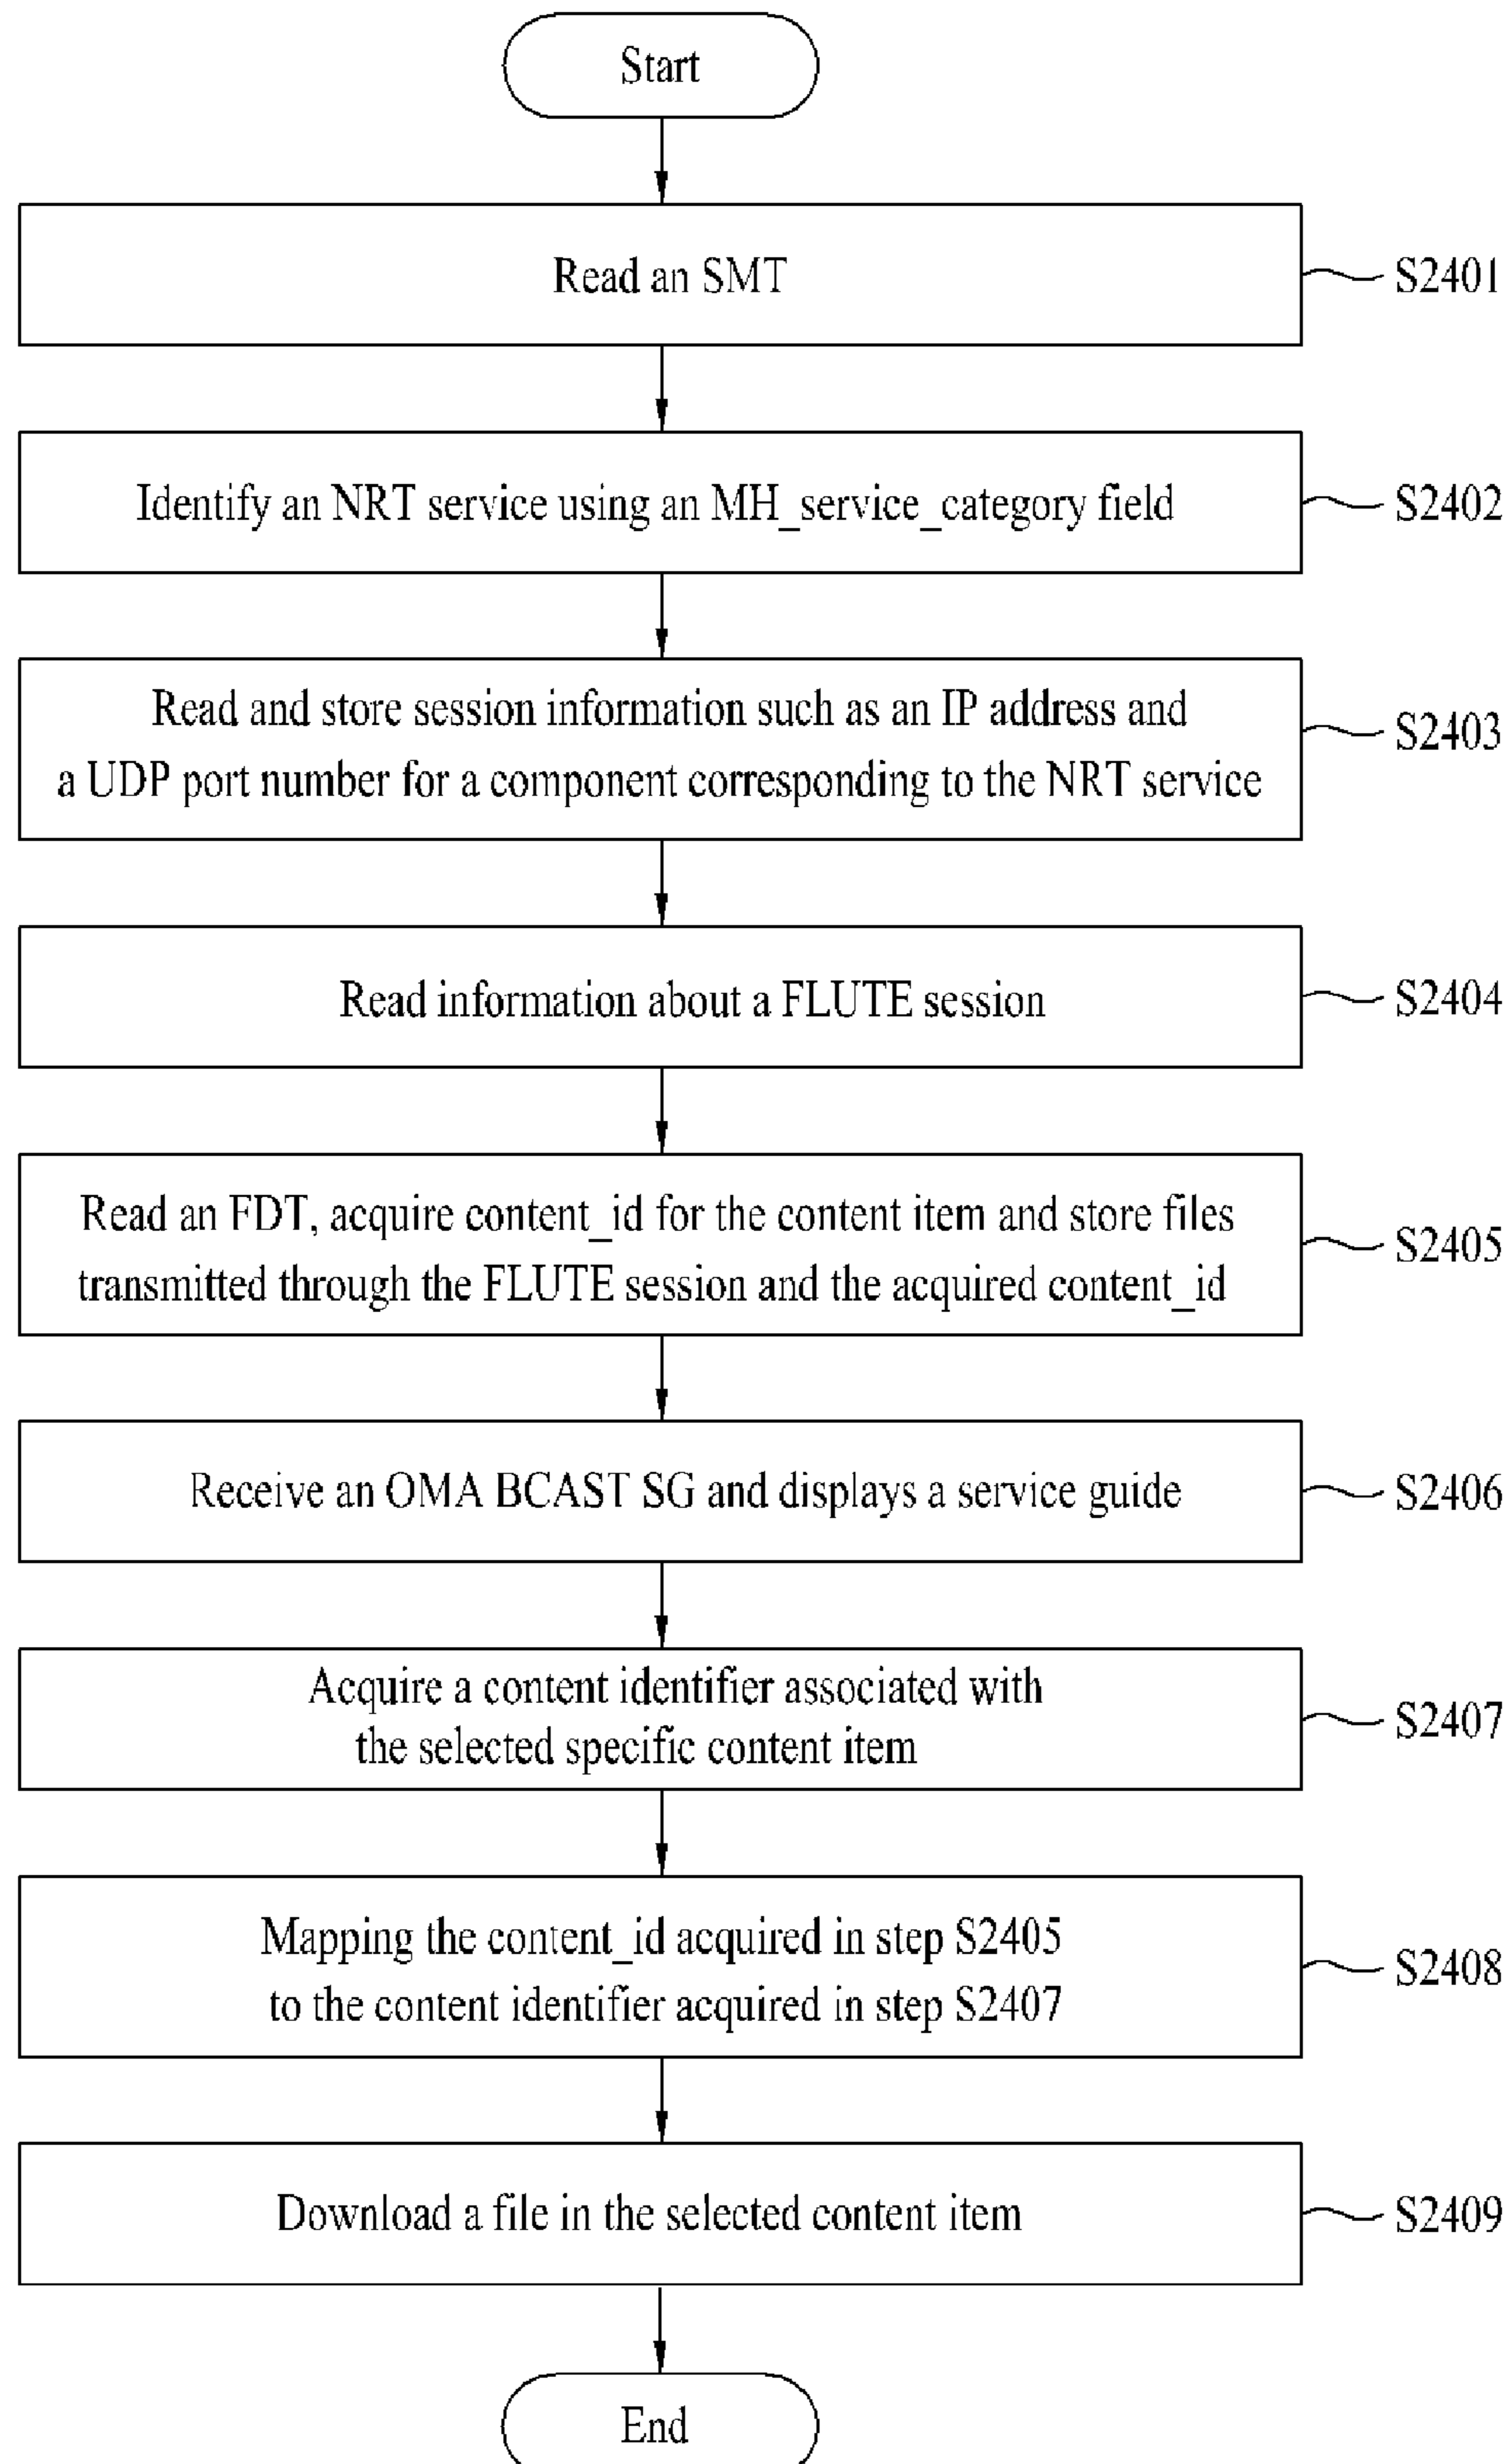 Start
Read an SMT
S2401
Identify an NRT service using an MH_service_category field
S2402
Read and store session information such as an IP address and
a UDP port number for a component corresponding to the NRT service
S2403
Read information about a FLUTE session
S2404
Read an FDT, acquire content_id for the content item and store files
transmitted through the FLUTE session and the acquired content_id
S2405
Receive an OMA BCAST SG and displays a service guide
S2406
Acquire a content identifier associated with
the selected specific content item
S2407
Mapping the content_id acquired in step S2405
to the content identifier acquired in step S2407
S2408
Download a file in the selected content item
S2409
End